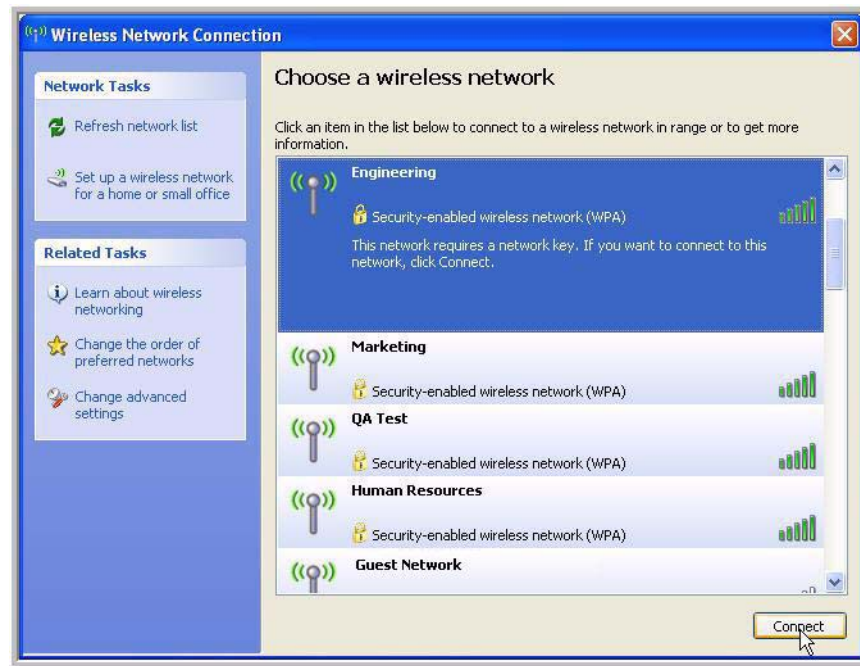 Wireless Network Connection
Network Tasks
Refresh network list
Set up a wireless network
for a home or small office
Related Tasks
Learn about wireless
networking
Change the order of
preferred networks
Change advanced
settings
Choose a wireless network
Click an item in the list below to connect to a wireless network in range or to get more
information.
Engineering
Security-enabled wireless network (WPA)
This network requires a network key. If you want to connect to this
network, click Connect.
Marketing
Security-enabled wireless network (WPA)
QA Test
Security-enabled wireless network (WPA)
Human Resources
Security-enabled wireless network (WPA)
Guest Network
Connect